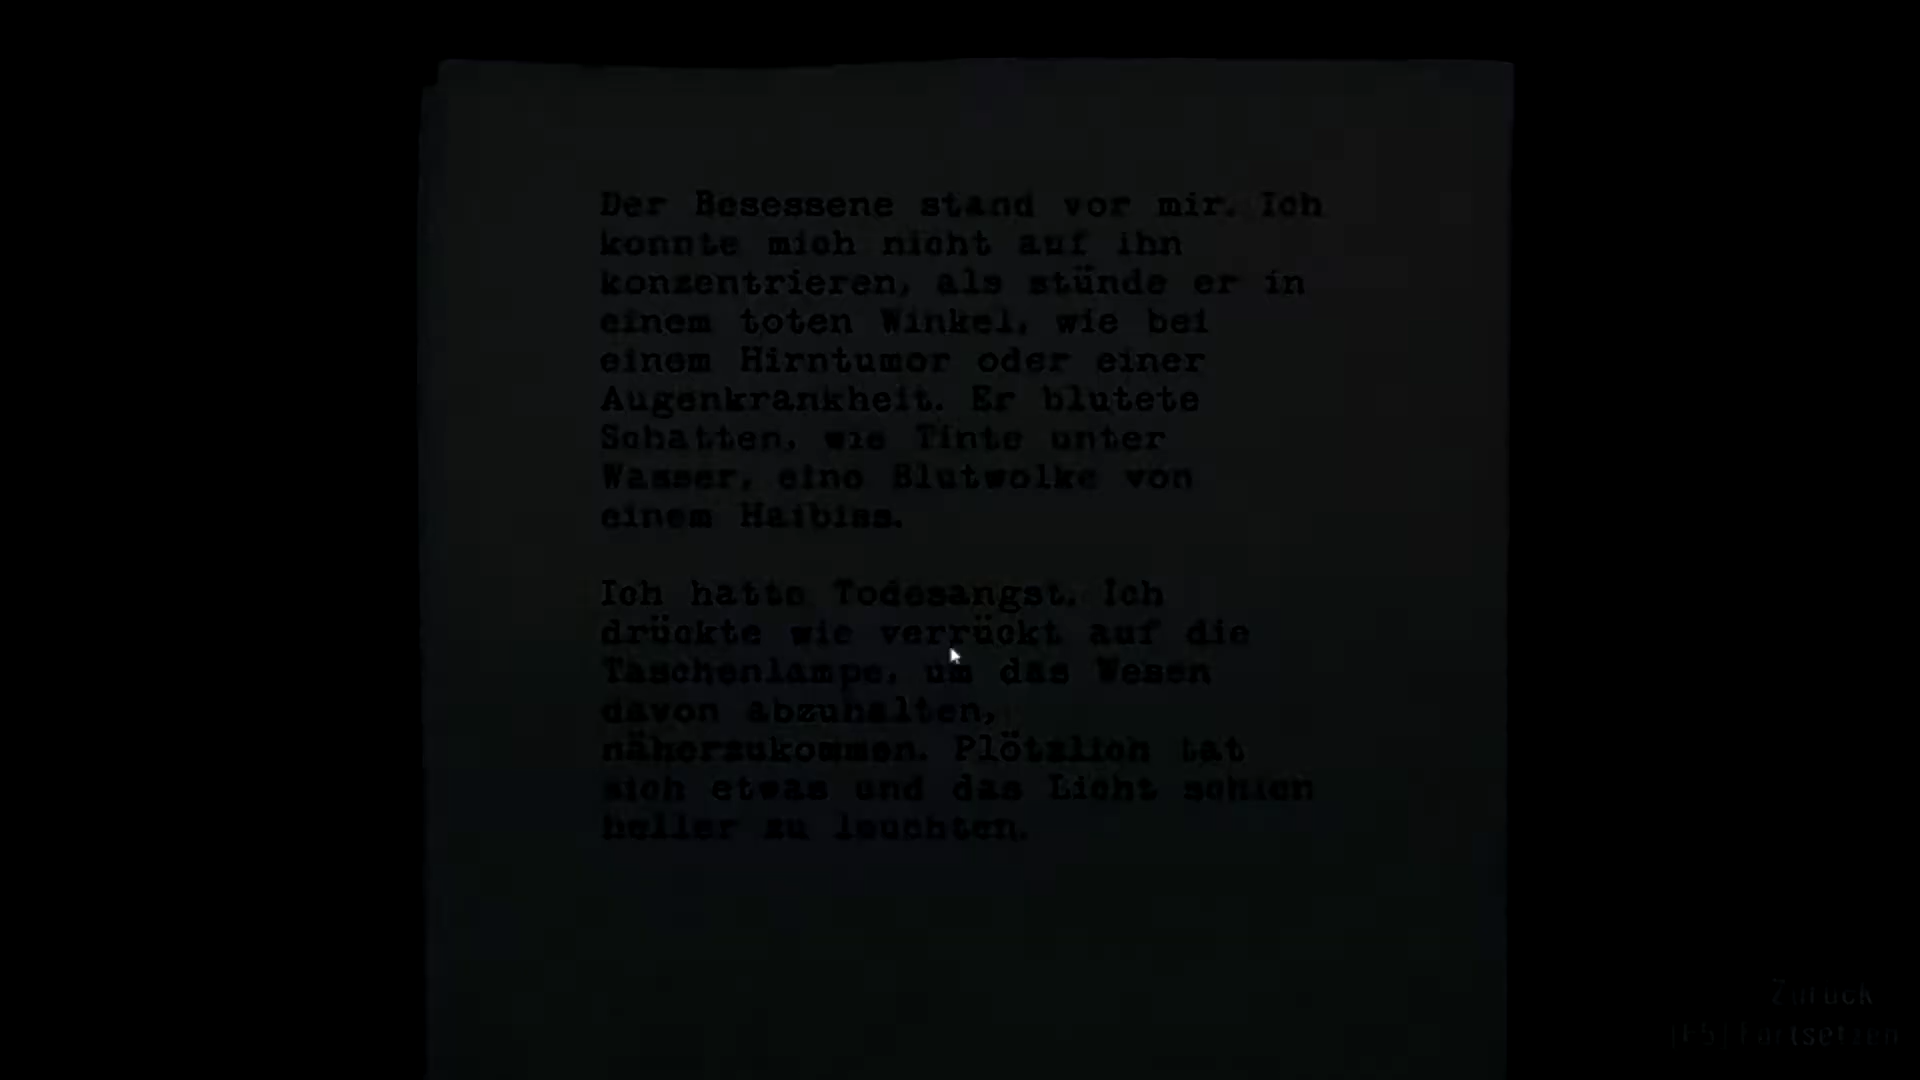 Der Besessene stand vor mir. Ich
konnte mich nicht auf ihn
konzentrieren, als stünde er in
einem toten Winkel, wie bei
einem Hirntumor oder einer
Augenkrankheit. Er blutete
Schatten, wie Tinte unter
Wasser, eine Blutwolke von
einem Haibiss.
Ich hatte Todesangst. Ich
drückte wie verrückt auf die
Taschenlampe, um das Wesen
davon abzuhalten,
näherzukommen. Plötzlich tat
sich etwas und das Licht schien
heller zu leuchten.
Zurück
Fortsetzen